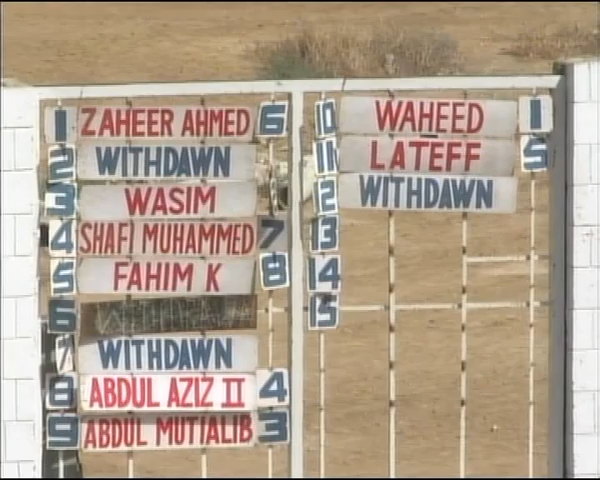 1 ZAHEER AHMED 6
2 WITHDAWN
3 WASIM
4 SHAFI MUHAMMED 7
5 FAHIM K 8
6
7 WITHDAWN
8 ABDUL AZIZ II 4
9 ABDUL MUTIALIB 3
10 WAHEED 1
11 LATEFF 5
12 WITHDAWN
13
14
15